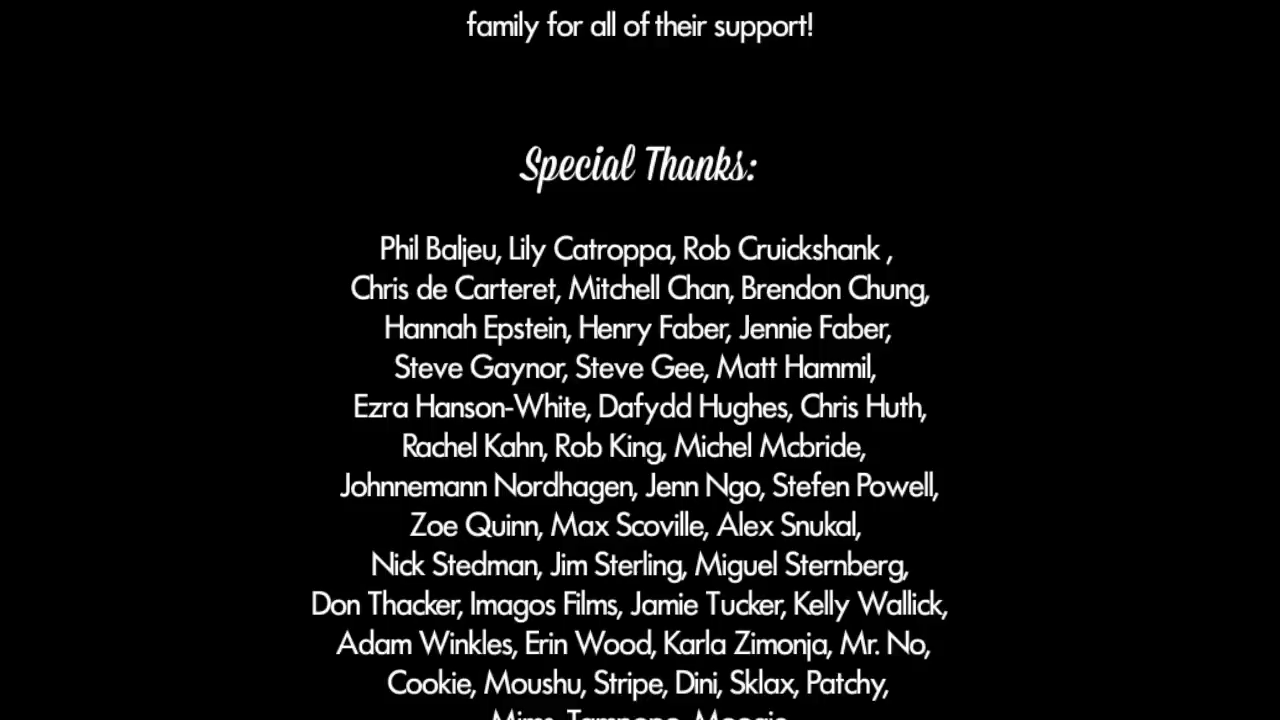 family for all of their support!
Special Thanks:
Phil Baljeu, Lily Catroppa, Rob Cruickshank ,
Chris de Carteret, Mitchell Chan, Brendon Chung,
Hannah Epstein, Henry Faber, Jennie Faber,
Steve Gaynor, Steve Gee, Matt Hammil,
Ezra Hanson-White, Dafydd Hughes, Chris Huth,
Rachel Kahn, Rob King, Michel Mcbride,
Johnnemann Nordhagen, Jenn Ngo, Stefen Powell,
Zoe Quinn, Max Scoville, Alex Snukal,
Nick Stedman, Jim Sterling, Miguel Sternberg,
Don Thacker, Imagos Films, Jamie Tucker, Kelly Wallick,
Adam Winkles, Erin Wood, Karla Zimonja, Mr. No,
Cookie, Moushu, Stripe, Dini, Sklax, Patchy,